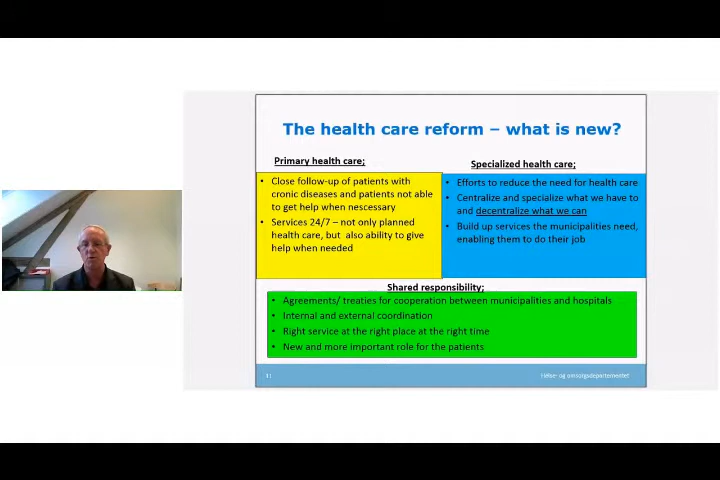 The health care reform – what is new?
Primary health care;
• Close follow-up of patients with
cronic diseases and patients not able
to get help when nescessary
• Services 24/7 – not only planned
health care, but also ability to give
help when needed
Specialized health care;
• Efforts to reduce the need for health care
• Centralize and specialize what we have to
and decentralize what we can
• Build up services the municipalities need,
enabling them to do their job
Shared responsibility;
• Agreements/ treaties for cooperation between municipalities and hospitals
• Internal and external coordination
• Right service at the right place at the right time
• New and more important role for the patients
Helse- og omsorgsdepartementet